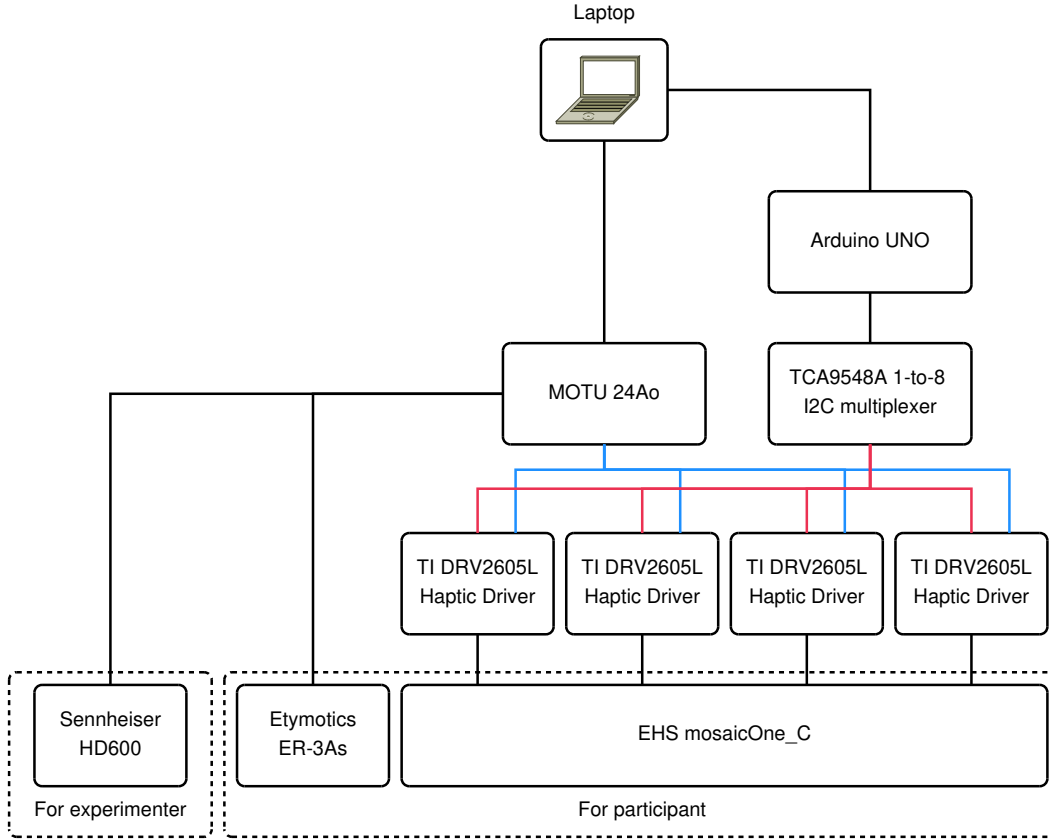 Laptop
Arduino UNO
MOTU 24Ao
TCA9548A 1-to-8
I2C multiplexer
TI DRV2605L
Haptic Driver
TI DRV2605L
Haptic Driver
TI DRV2605L
Haptic Driver
TI DRV2605L
Haptic Driver
Sennheiser
HD600
Etymotics
ER-3As
EHS mosaicOne_C
For experimenter
For participant